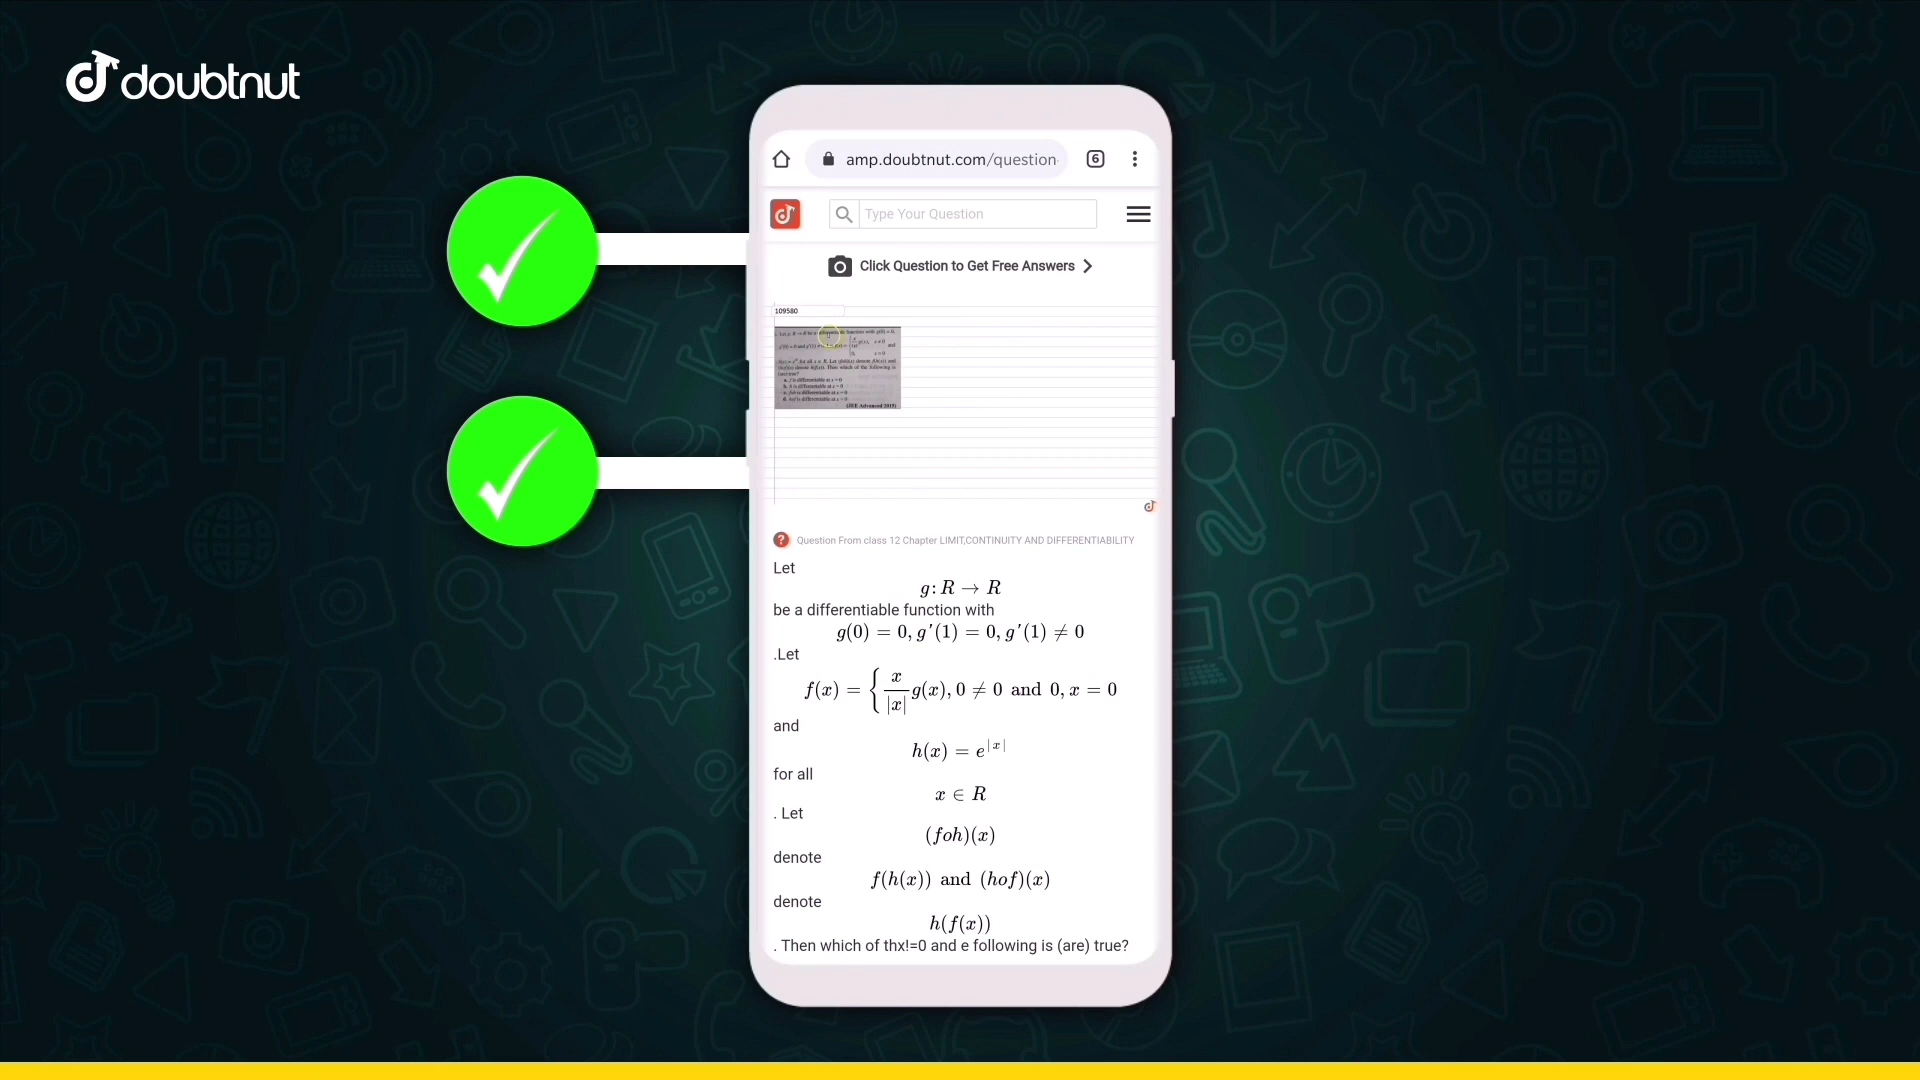 doubtnut
amp.doubtnut.com/question
6
Type Your Question
Click Question to Get Free Answers
109580
(JEE Advanced 2015)
Question From class 12 Chapter LIMIT,CONTINUITY AND DIFFERENTIABILITY
Let
g: R → R
be a differentiable function with
g(0) = 0, g′(1) = 0, g′(1) ≠ 0
.Let
f(x) = { x/|x| g(x), 0 ≠ 0 and 0, x = 0
and
h(x) = e^|x|
for all
x ∈ R
. Let
(foh)(x)
denote
f(h(x)) and (hof)(x)
denote
h(f(x))
. Then which of thx!=0 and e following is (are) true?